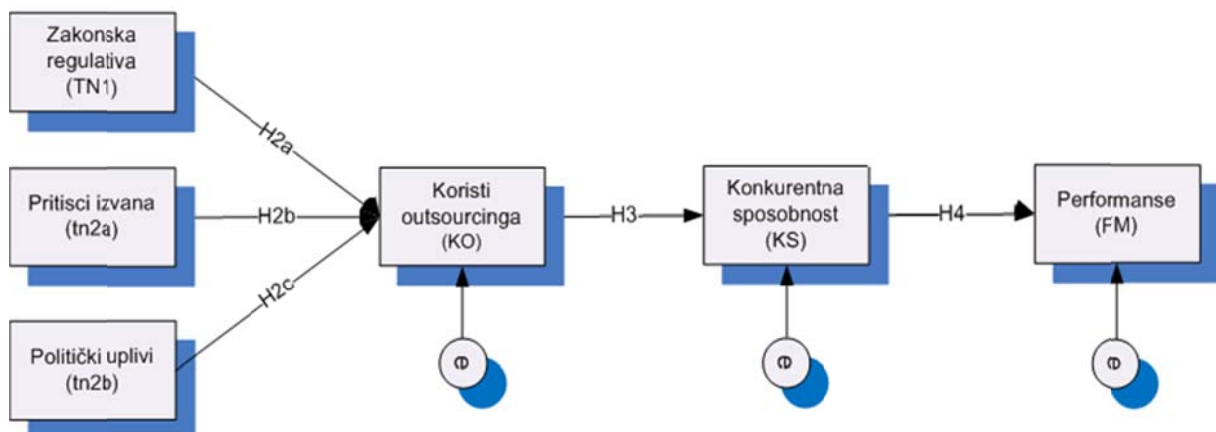 Zakonska
regulativa
(TN1)
H2a
Pritisci izvana
(tn2a)
H2b
Politički uplivi
(tn2b)
H2c
Koristi
outsourcinga
(KO)
H3
Konkurentna
sposobnost
(KS)
H4
Performanse
(FM)
e
e
e